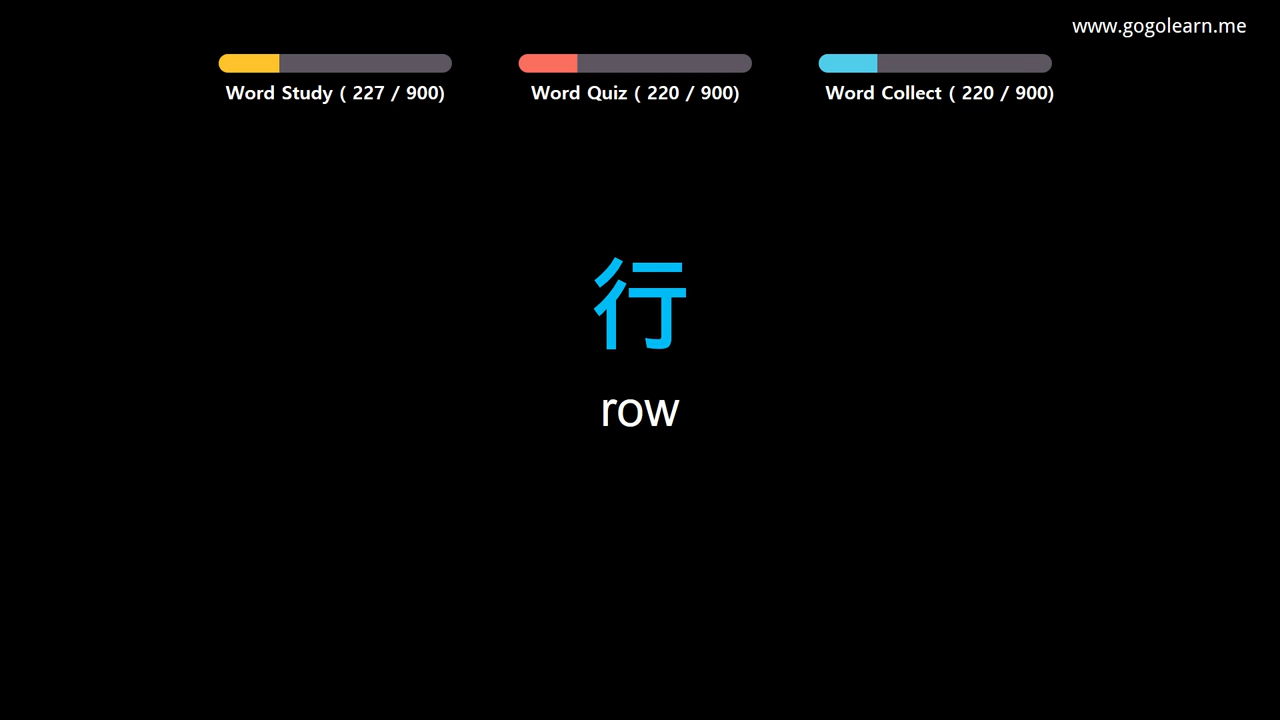 www.gogolearn.me
Word Study ( 227 / 900)
Word Quiz ( 220 / 900)
Word Collect ( 220 / 900)
行
row